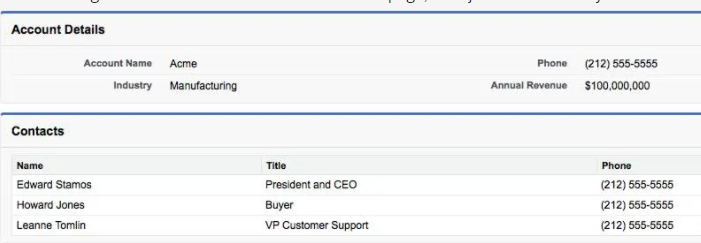 Account Details
Account Name Acme Phone (212) 555-5555
Industry Manufacturing Annual Revenue $100,000,000
Contacts
Name Title Phone
Edward Stamos President and CEO (212) 555-5555
Howard Jones Buyer (212) 555-5555
Leanne Tomlin VP Customer Support (212) 555-5555